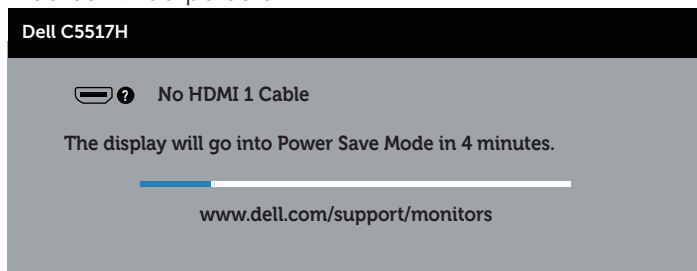 Dell C5517H
? No HDMI 1 Cable
The display will go into Power Save Mode in 4 minutes.
www.dell.com/support/monitors